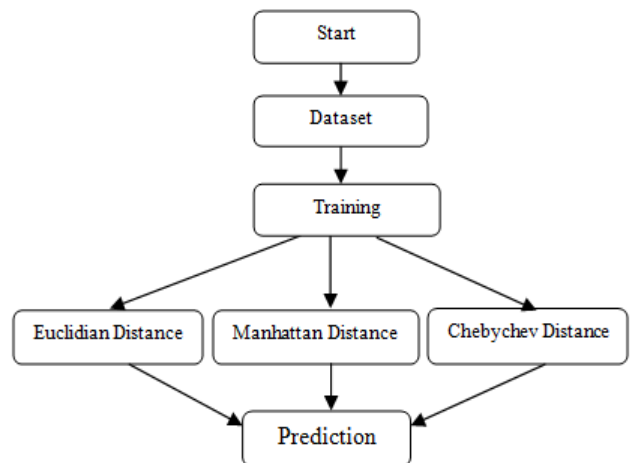 Start
Dataset
Training
Euclidian Distance
Manhattan Distance
Chebychev Distance
Prediction